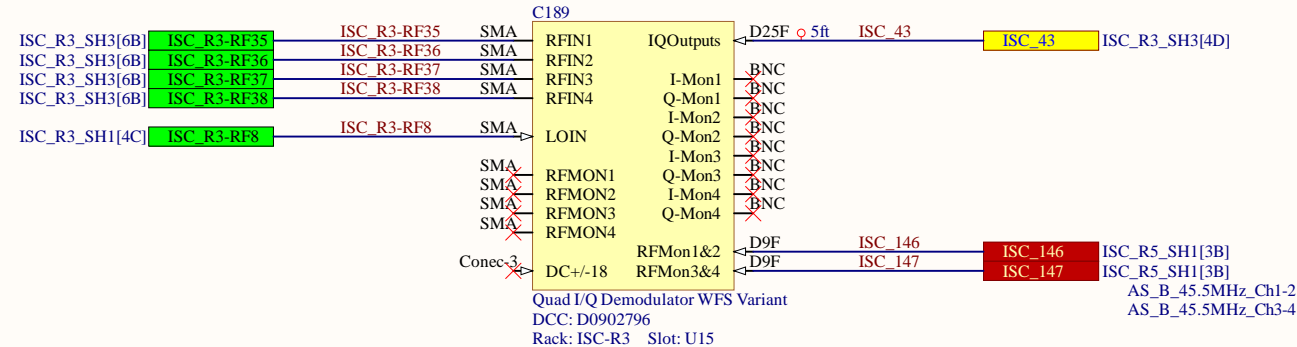 C189
ISC_R3_SH3[6B] ISC_R3-RF35 ISC_R3-RF35 SMA RFIN1 IQOutputs D25F 5ft ISC_43 ISC_43 ISC_R3_SH3[4D]
ISC_R3_SH3[6B] ISC_R3-RF36 ISC_R3-RF36 SMA RFIN2
ISC_R3_SH3[6B] ISC_R3-RF37 ISC_R3-RF37 SMA RFIN3 I-Mon1 BNC
ISC_R3_SH3[6B] ISC_R3-RF38 ISC_R3-RF38 SMA RFIN4 Q-Mon1 BNC
I-Mon2 BNC
ISC_R3_SH1[4C] ISC_R3-RF8 ISC_R3-RF8 SMA LOIN Q-Mon2 BNC
I-Mon3 BNC
SMA RFMON1 Q-Mon3 BNC
SMA RFMON2 I-Mon4 BNC
SMA RFMON3 Q-Mon4 BNC
SMA RFMON4
RFMon1&2 D9F ISC_146 ISC_146 ISC_R5_SH1[3B]
Conec-3 DC+/-18 RFMon3&4 D9F ISC_147 ISC_147 ISC_R5_SH1[3B]
AS_B_45.5MHz_Ch1-2
AS_B_45.5MHz_Ch3-4
Quad I/Q Demodulator WFS Variant
DCC: D0902796
Rack: ISC-R3 Slot: U15